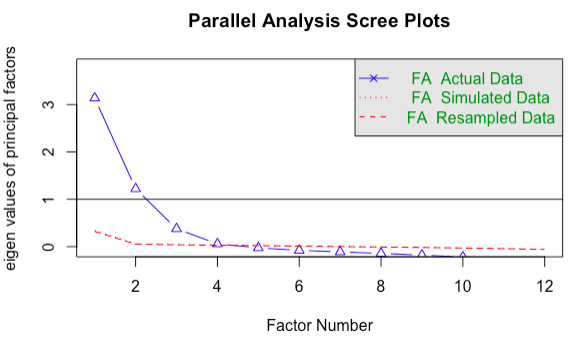 Parallel Analysis Scree Plots
eigen values of principal factors
3
2
1
0
FA Actual Data
FA Simulated Data
FA Resampled Data
2
4
6
8
10
12
Factor Number